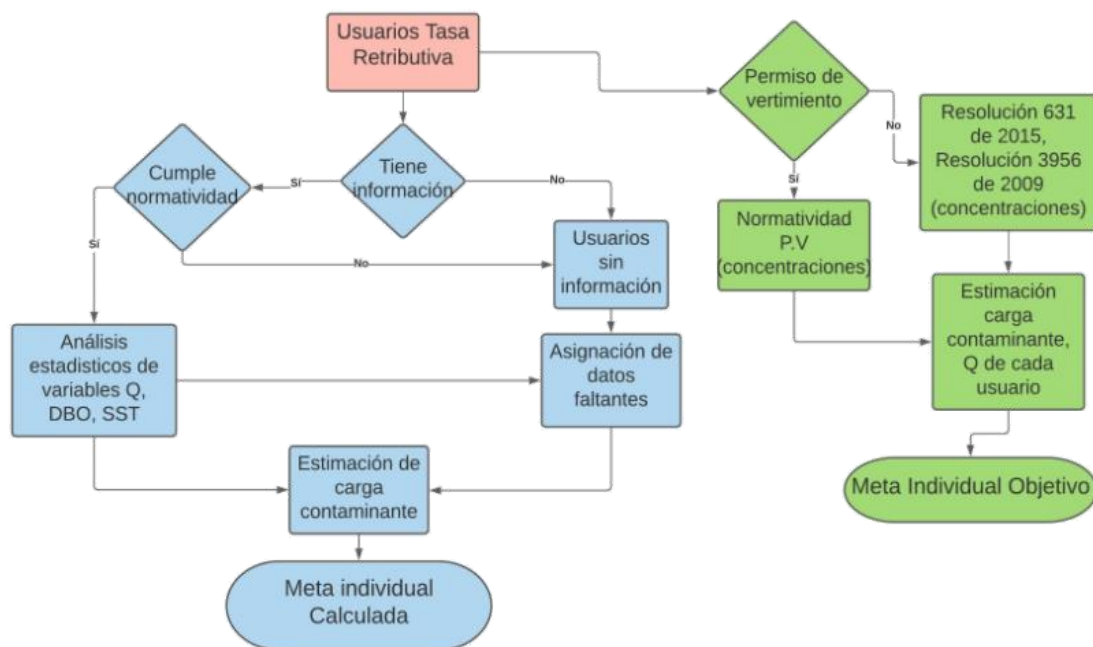 Usuarios Tasa
Retributiva
Permiso de
vertimiento
No
Resolución 631
de 2015,
Resolución 3956
de 2009
(concentraciones)
Cumple
normatividad
Sí
Tiene
información
No
Sí
Normatividad
P.V
(concentraciones)
Sí
No
Usuarios
sin
información
Estimación
carga
contaminante,
Q de cada
usuario
Análisis
estadisticos de
variables Q,
DBO, SST
Asignación de
datos
faltantes
Estimación de
carga
contaminante
Meta Individual Objetivo
Meta individual
Calculada